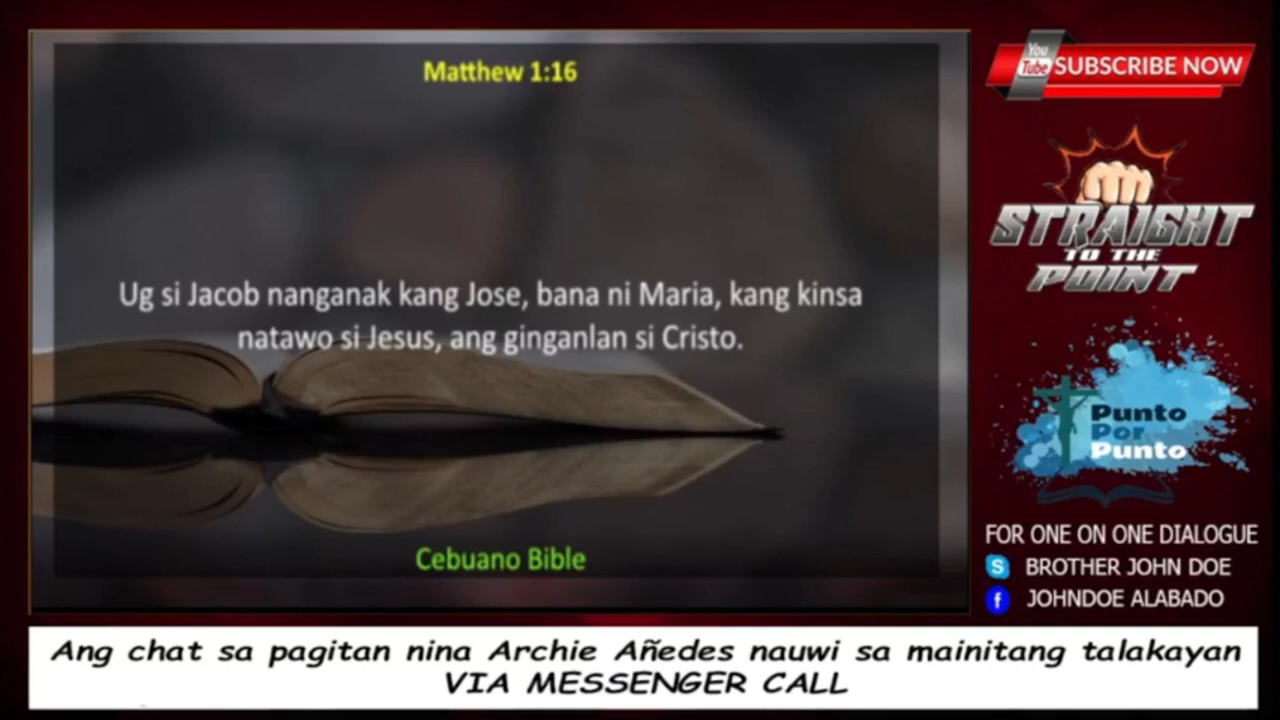 Matthew 1:16
Ug si Jacob nanganak kang Jose, bana ni Maria, kang kinsa
natawo si Jesus, ang ginganlan si Cristo.
Cebuano Bible
You
Tube
SUBSCRIBE NOW
STRAIGHT
TO THE
POINT
Punto
Por
Punto
FOR ONE ON ONE DIALOGUE
S BROTHER JOHN DOE
f JOHNDOE ALABADO
Ang chat sa pagitan nina Archie Añedes nauwi sa mainitang talakayan
VIA MESSENGER CALL